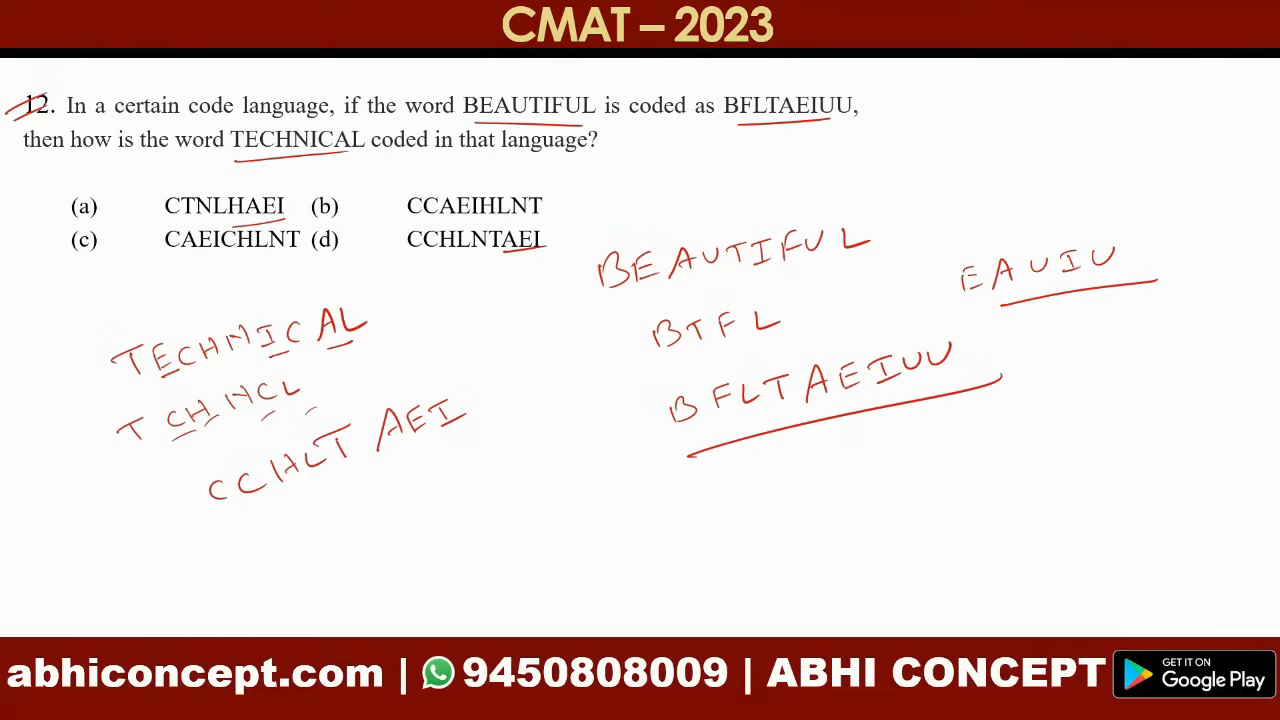 CMAT – 2023
12. In a certain code language, if the word BEAUTIFUL is coded as BFLTAEIUU,
then how is the word TECHNICAL coded in that language?
(a) CTNLHAEI (b) CCAEIHLNT
(c) CAEICHLNT (d) CCHLNTAEI
BEAUTIFUL
EAUIU
BTFL
BFLTAEIUU
TECHNICAL
TCHNCL
CCHLT AEI
abhiconcept.com | 9450808009 | ABHI CONCEPT
GET IT ON
Google Play